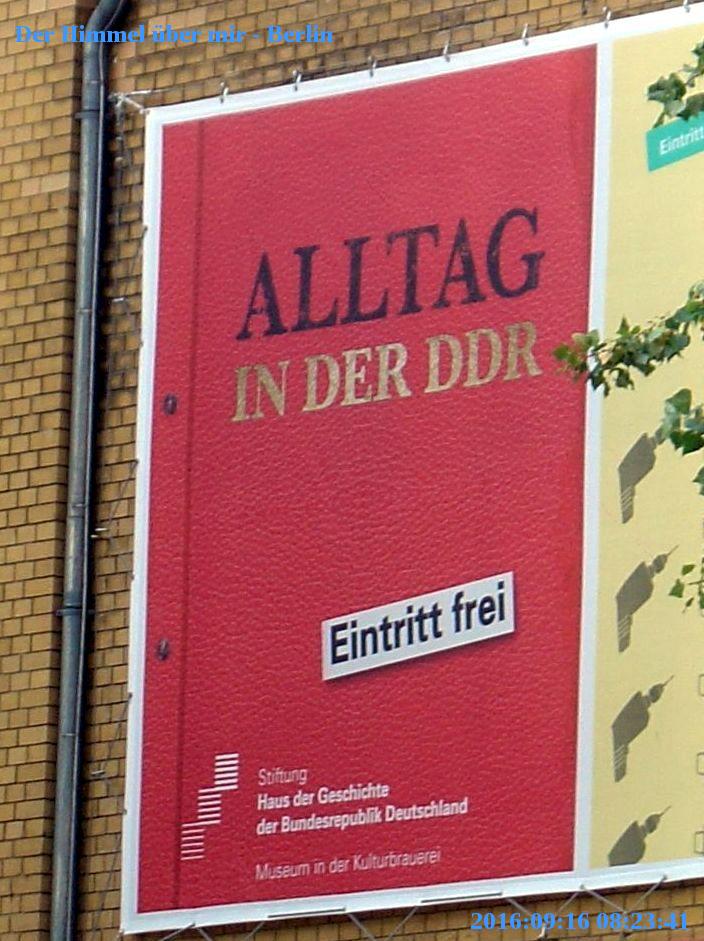 Der Himmel über mir - Berlin
Eintritt
ALLTAG
IN DER DDR
Eintritt frei
Stiftung
Haus der Geschichte
der Bundesrepublik Deutschland
Museum in der Kulturbrauerei
2016:09:16 08:23:41